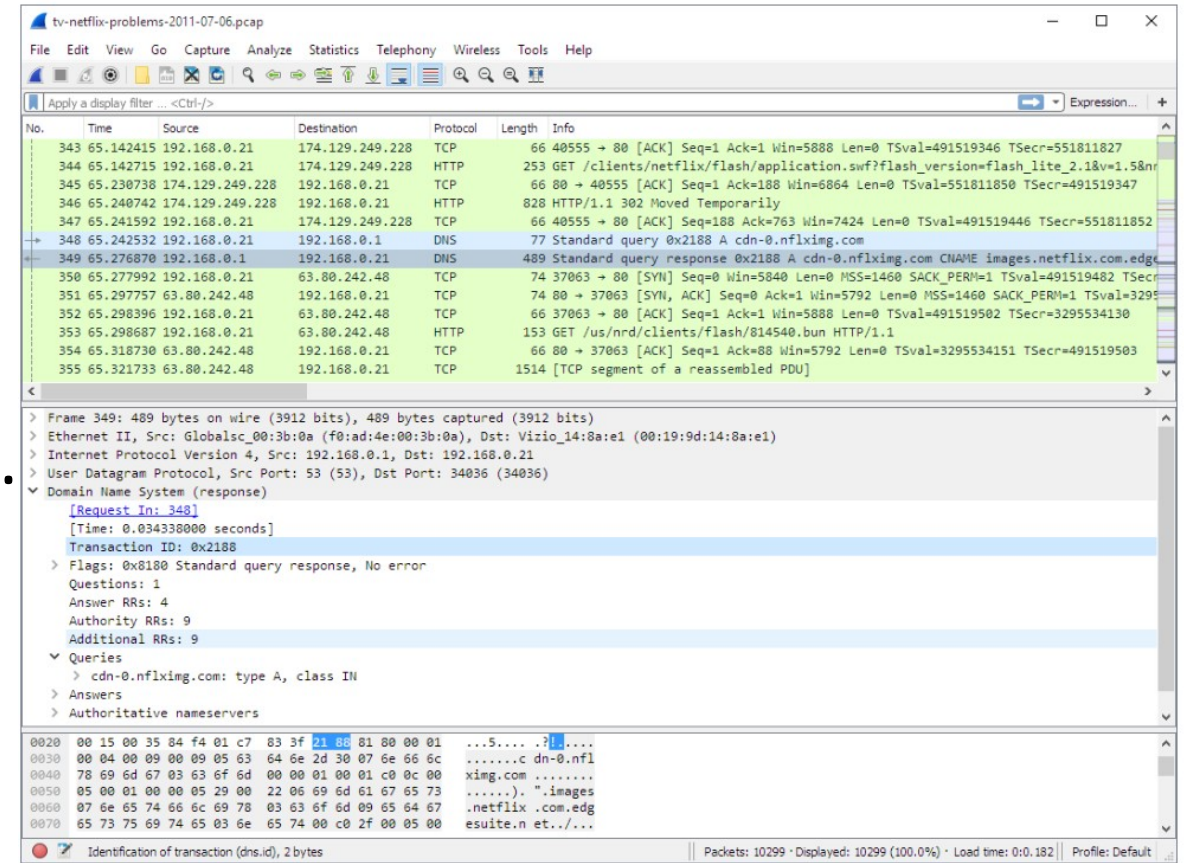 tv-netflix-problems-2011-07-06.pcap
File Edit View Go Capture Analyze Statistics Telephony Wireless Tools Help
Apply a display filter ... <Ctrl-/> Expression... +
No. Time Source Destination Protocol Length Info
343 65.142415 192.168.0.21 174.129.249.228 TCP 66 40555 → 80 [ACK] Seq=1 Ack=1 Win=5888 Len=0 TSval=491519346 TSecr=551811827
344 65.142715 192.168.0.21 174.129.249.228 HTTP 253 GET /clients/netflix/flash/application.swf?flash_version=flash_lite_2.1&v=1.5&nr
345 65.230738 174.129.249.228 192.168.0.21 TCP 66 80 → 40555 [ACK] Seq=1 Ack=188 Win=6864 Len=0 TSval=551811850 TSecr=491519347
346 65.240742 174.129.249.228 192.168.0.21 HTTP 828 HTTP/1.1 302 Moved Temporarily
347 65.241592 192.168.0.21 174.129.249.228 TCP 66 40555 → 80 [ACK] Seq=188 Ack=763 Win=7424 Len=0 TSval=491519446 TSecr=551811852
348 65.242532 192.168.0.21 192.168.0.1 DNS 77 Standard query 0x2188 A cdn-0.nflximg.com
349 65.276870 192.168.0.1 192.168.0.21 DNS 489 Standard query response 0x2188 A cdn-0.nflximg.com CNAME images.netflix.com.edge
350 65.277992 192.168.0.21 63.80.242.48 TCP 74 37063 → 80 [SYN] Seq=0 Win=5840 Len=0 MSS=1460 SACK_PERM=1 TSval=491519482 TSecr
351 65.297757 63.80.242.48 192.168.0.21 TCP 74 80 → 37063 [SYN, ACK] Seq=0 Ack=1 Win=5792 Len=0 MSS=1460 SACK_PERM=1 TSval=3295
352 65.298396 192.168.0.21 63.80.242.48 TCP 66 37063 → 80 [ACK] Seq=1 Ack=1 Win=5888 Len=0 TSval=491519502 TSecr=3295534130
353 65.298687 192.168.0.21 63.80.242.48 HTTP 153 GET /us/nrd/clients/flash/814540.bun HTTP/1.1
354 65.318730 63.80.242.48 192.168.0.21 TCP 66 80 → 37063 [ACK] Seq=1 Ack=88 Win=5792 Len=0 TSval=3295534151 TSecr=491519503
355 65.321733 63.80.242.48 192.168.0.21 TCP 1514 [TCP segment of a reassembled PDU]
> Frame 349: 489 bytes on wire (3912 bits), 489 bytes captured (3912 bits)
> Ethernet II, Src: Globalsc_00:3b:0a (f0:ad:4e:00:3b:0a), Dst: Vizio_14:8a:e1 (00:19:9d:14:8a:e1)
> Internet Protocol Version 4, Src: 192.168.0.1, Dst: 192.168.0.21
> User Datagram Protocol, Src Port: 53 (53), Dst Port: 34036 (34036)
Domain Name System (response)
[Request In: 348]
[Time: 0.034338000 seconds]
Transaction ID: 0x2188
> Flags: 0x8180 Standard query response, No error
Questions: 1
Answer RRs: 4
Authority RRs: 9
Additional RRs: 9
Queries
> cdn-0.nflximg.com: type A, class IN
> Answers
> Authoritative nameservers
0020 00 15 00 35 84 f4 01 c7 83 3f 21 88 81 80 00 01 ...5.... .?!.....
0030 00 04 00 09 00 09 05 63 64 6e 2d 30 07 6e 66 6c .......c dn-0.nfl
0040 78 69 6d 67 03 63 6f 6d 00 00 01 00 01 c0 0c 00 ximg.com ........
0050 05 00 01 00 00 05 29 00 22 06 69 6d 61 67 65 73 ......). ".images
0060 07 6e 65 74 66 6c 69 78 03 63 6f 6d 09 65 64 67 .netflix .com.edg
0070 65 73 75 69 74 65 03 6e 65 74 00 c0 2f 00 05 00 esuite.n et../...
Identification of transaction (dns.id), 2 bytes Packets: 10299 · Displayed: 10299 (100.0%) · Load time: 0:0.182 Profile: Default